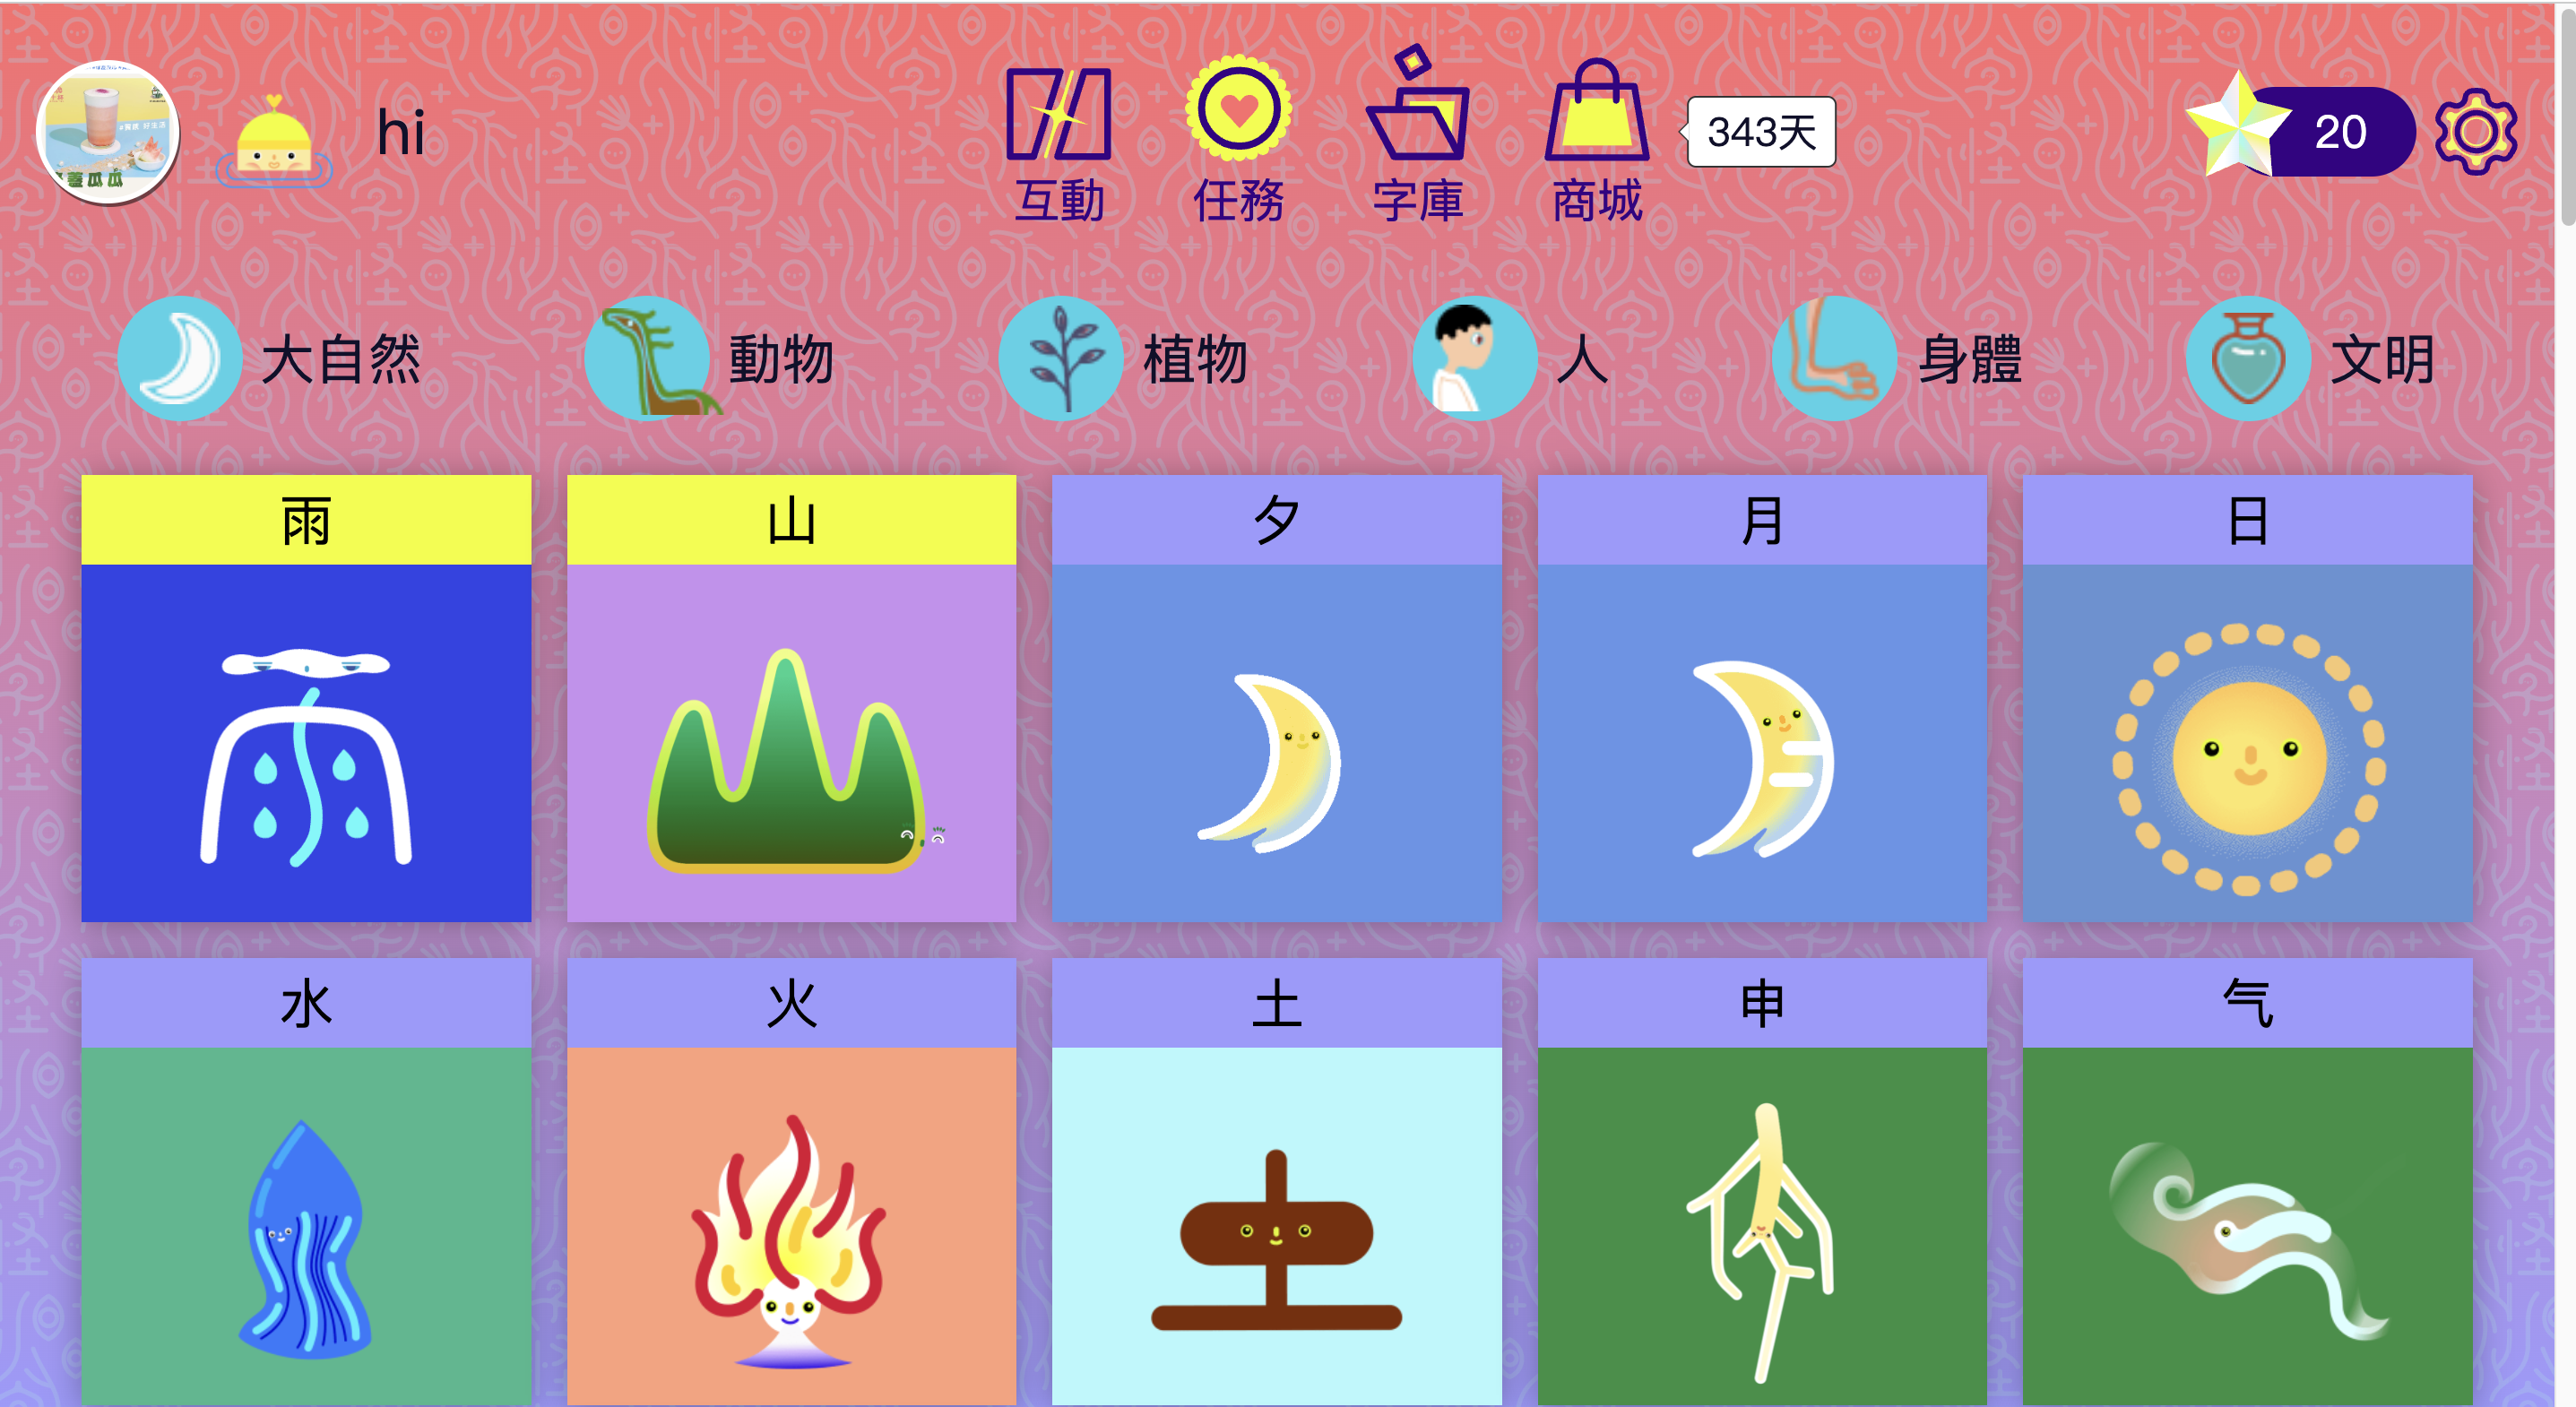 hi
互動
任務
字庫
商城
343天
20
大自然
動物
植物
人
身體
文明
雨
山
夕
月
日
水
火
土
申
气